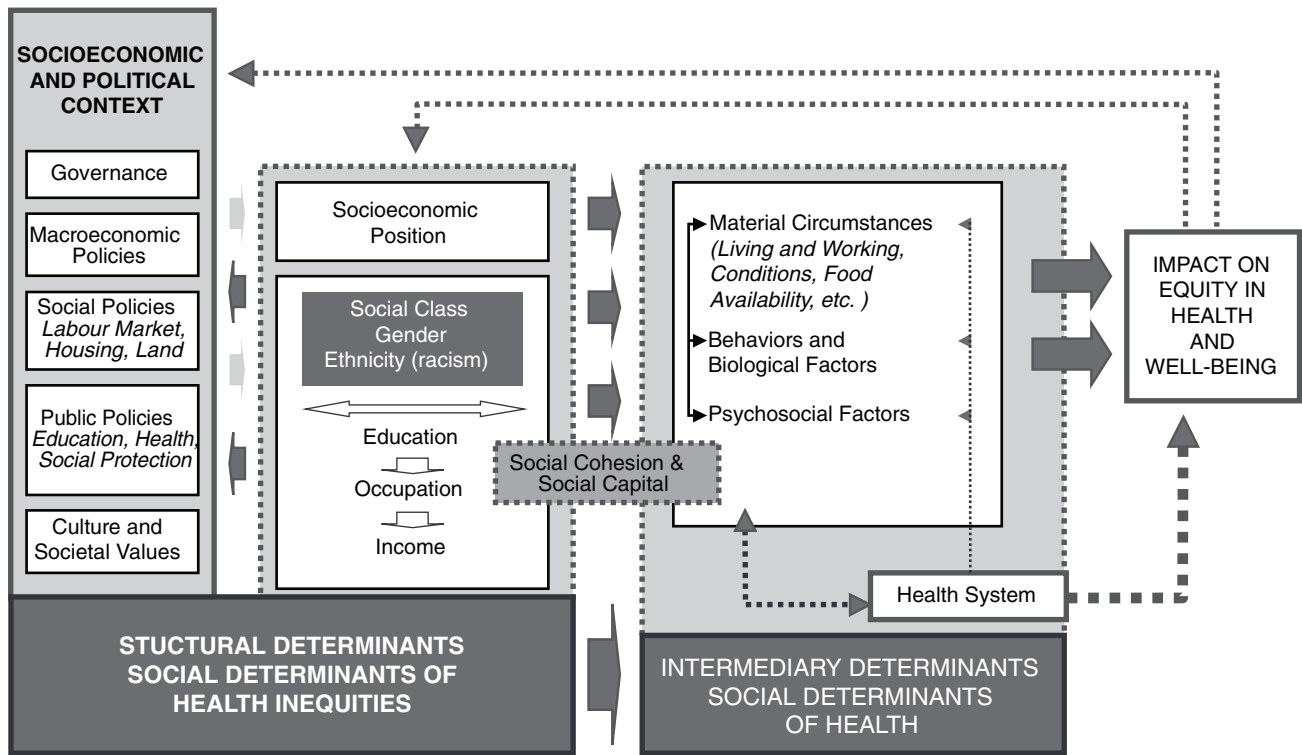 SOCIOECONOMIC
AND POLITICAL
CONTEXT
Governance
Macroeconomic
Policies
Social Policies
Labour Market,
Housing, Land
Public Policies
Education, Health,
Social Protection
Culture and
Societal Values
Socioeconomic
Position
Social Class
Gender
Ethnicity (racism)
Education
Occupation
Income
Social Cohesion &
Social Capital
Material Circumstances
(Living and Working,
Conditions, Food
Availability, etc. )
Behaviors and
Biological Factors
Psychosocial Factors
Health System
IMPACT ON
EQUITY IN
HEALTH
AND
WELL-BEING
STUCTURAL DETERMINANTS
SOCIAL DETERMINANTS OF
HEALTH INEQUITIES
INTERMEDIARY DETERMINANTS
SOCIAL DETERMINANTS
OF HEALTH